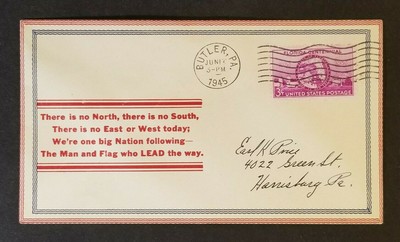 FLORIDA CENTENNIAL
3¢ UNITED STATES POSTAGE
BUTLER, PA.
JUN
-PM
1945
There is no North, there is no South,
There is no East or West today;
We're one big Nation following—
The Man and Flag who LEAD the way.
Earl K Price
4022 Green St.
Harrisburg Pa.